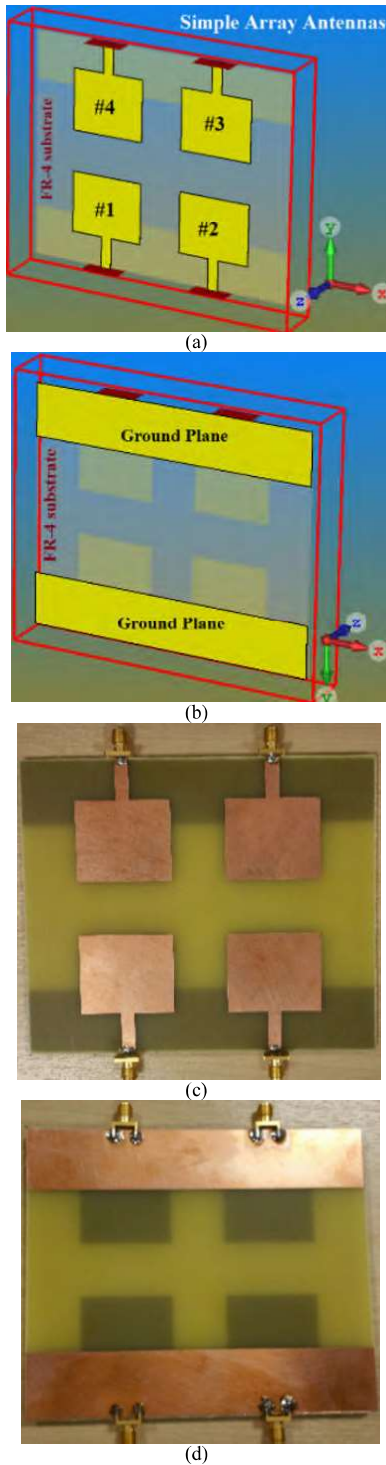 Simple Array Antennas
#4
#3
FR-4 substrate
#1
#2
y
x
z
(a)
Ground Plane
FR-4 substrate
Ground Plane
z
x
y
(b)
(c)
(d)